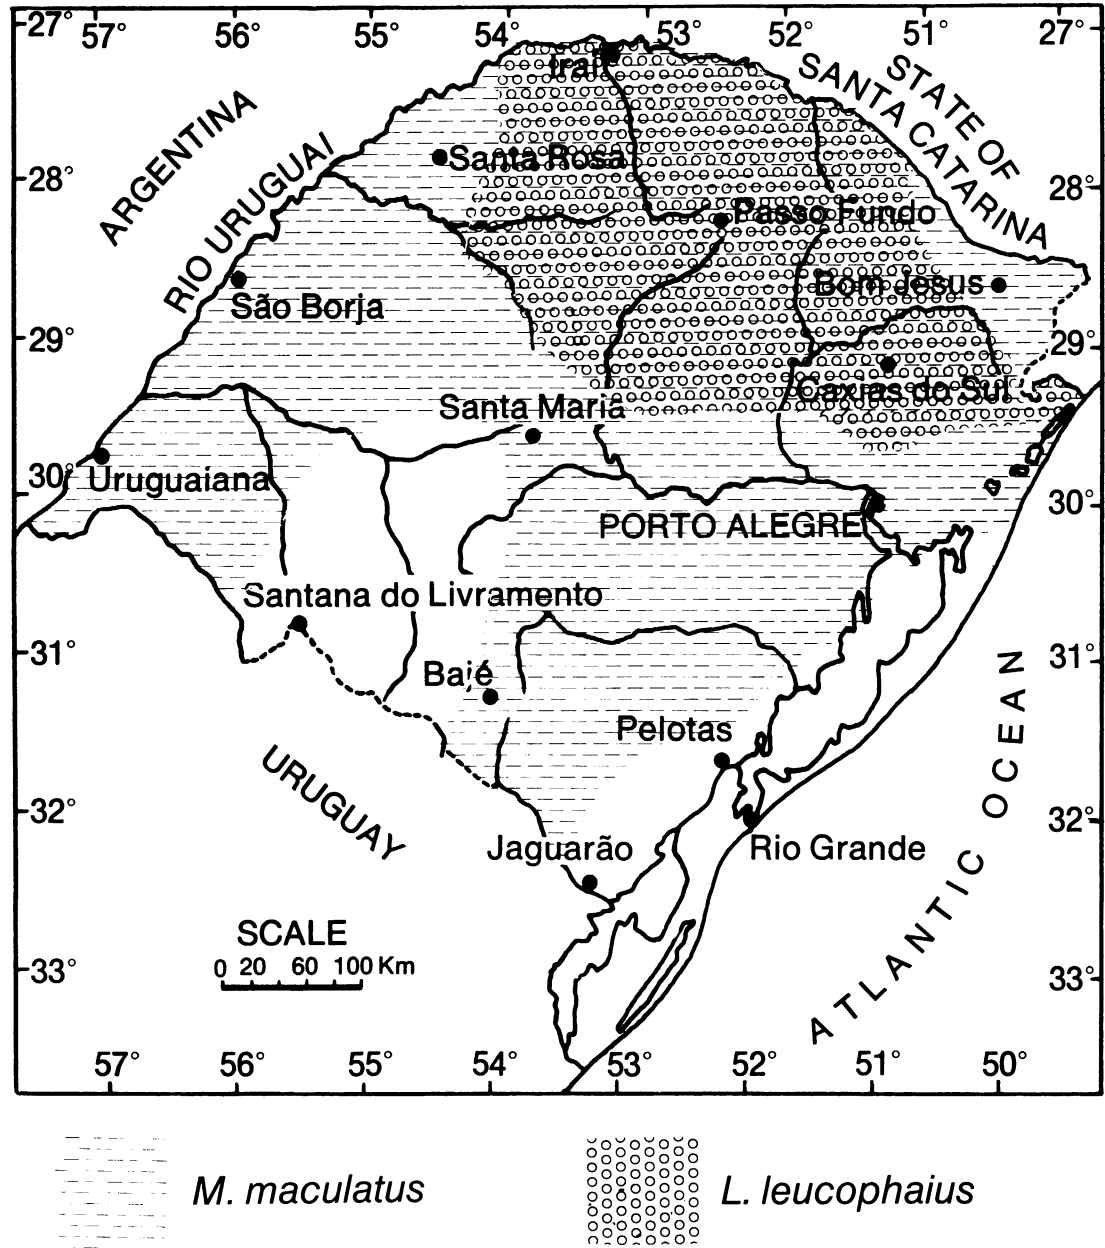 27°
57°
56°
55°
54°
53°
52°
51°
27°
Iraí
STATE OF
SANTA CATARINA
ARGENTINA
RIO URUGUAI
Santa Rosa
28°
28°
Passo Fundo
Bom Jesus
São Borja
29°
29°
Caxias do Sul
Santa Maria
30°
Uruguaiana
30°
PORTO ALEGRE
Santana do Livramento
31°
31°
Bajé
Pelotas
URUGUAY
32°
32°
Jaguarão
Rio Grande
ATLANTIC OCEAN
SCALE
0 20 60 100 Km
33°
33°
57°
56°
55°
54°
53°
52°
51°
50°
M. maculatus
L. leucophaius